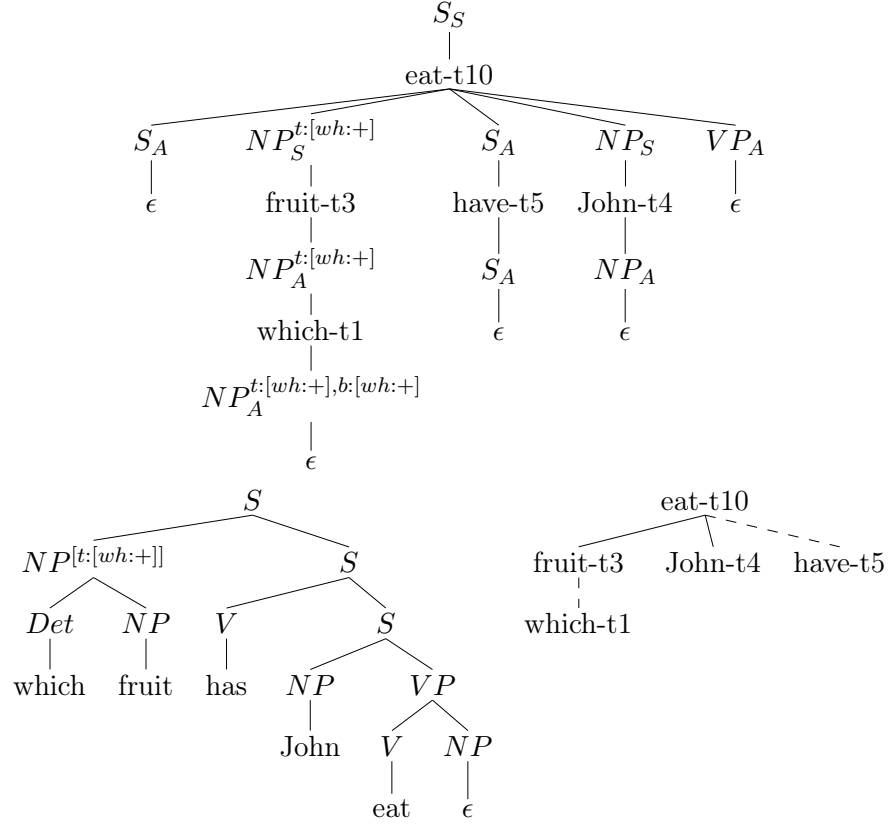 S_S
eat-t10
S_A NP_S^{t:[wh:+]} S_A NP_S VP_A
ϵ fruit-t3 have-t5 John-t4 ϵ
NP_A^{t:[wh:+]} S_A NP_A
which-t1 ϵ ϵ
NP_A^{t:[wh:+],b:[wh:+]}
ϵ
S eat-t10
NP^{[t:[wh:+]]} S fruit-t3 John-t4 have-t5
Det NP V S which-t1
which fruit has NP VP
John V NP
eat ϵ